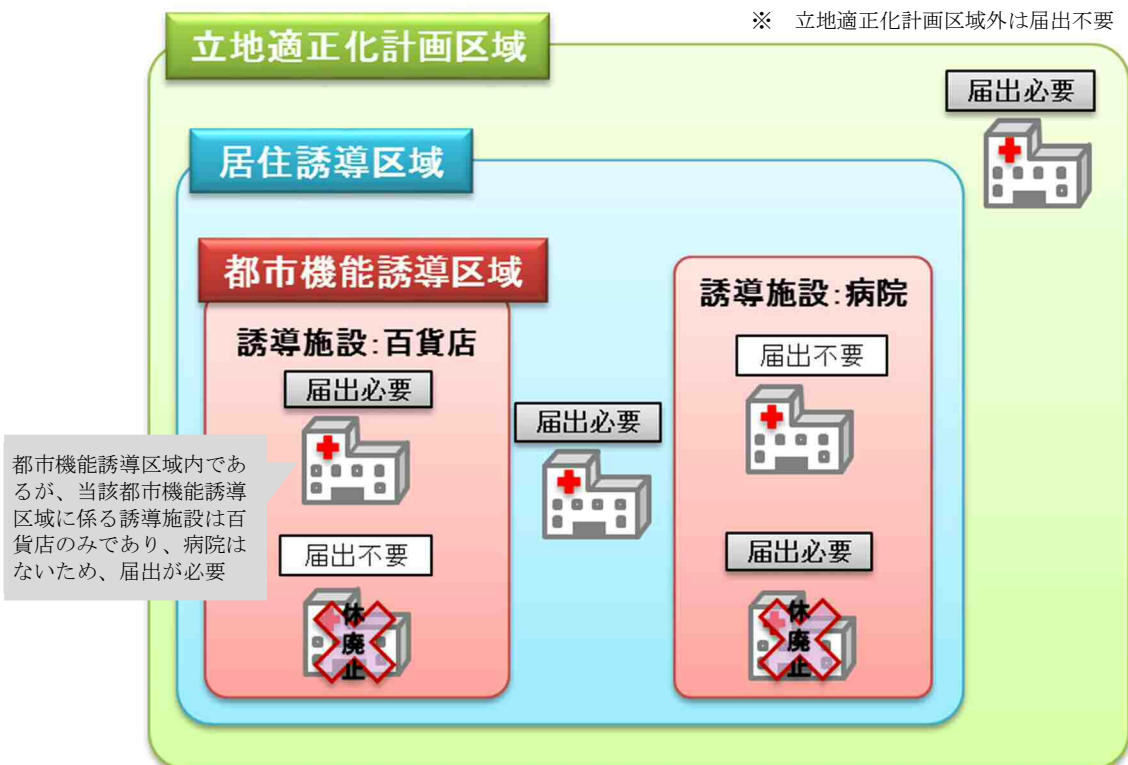 ※　立地適正化計画区域外は届出不要
立地適正化計画区域
届出必要
居住誘導区域
都市機能誘導区域
誘導施設:百貨店
届出必要
都市機能誘導区域内であ
るが、当該都市機能誘導
区域に係る誘導施設は百
貨店のみであり、病院は
ないため、届出が必要
届出不要
休
廃
止
届出必要
誘導施設:病院
届出不要
届出必要
休
廃
止